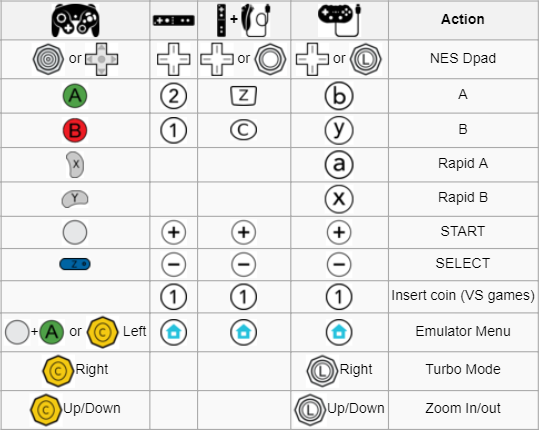 + Action
or or or L NES Dpad
A 2 Z b A
B 1 C y B
X a Rapid A
Y x Rapid B
+ + + START
Z - - - SELECT
1 1 1 Insert coin (VS games)
+ A or C Left Emulator Menu
C Right L Right Turbo Mode
C Up/Down L Up/Down Zoom In/out